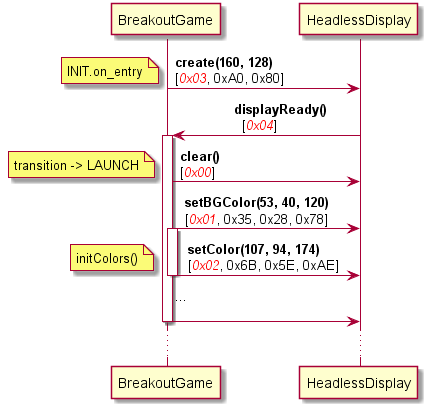 BreakoutGame HeadlessDisplay
INIT.on_entry
create(160, 128)
[0x03, 0xA0, 0x80]
displayReady()
[0x04]
transition -> LAUNCH
clear()
[0x00]
setBGColor(53, 40, 120)
[0x01, 0x35, 0x28, 0x78]
initColors()
setColor(107, 94, 174)
[0x02, 0x6B, 0x5E, 0xAE]
...
BreakoutGame HeadlessDisplay